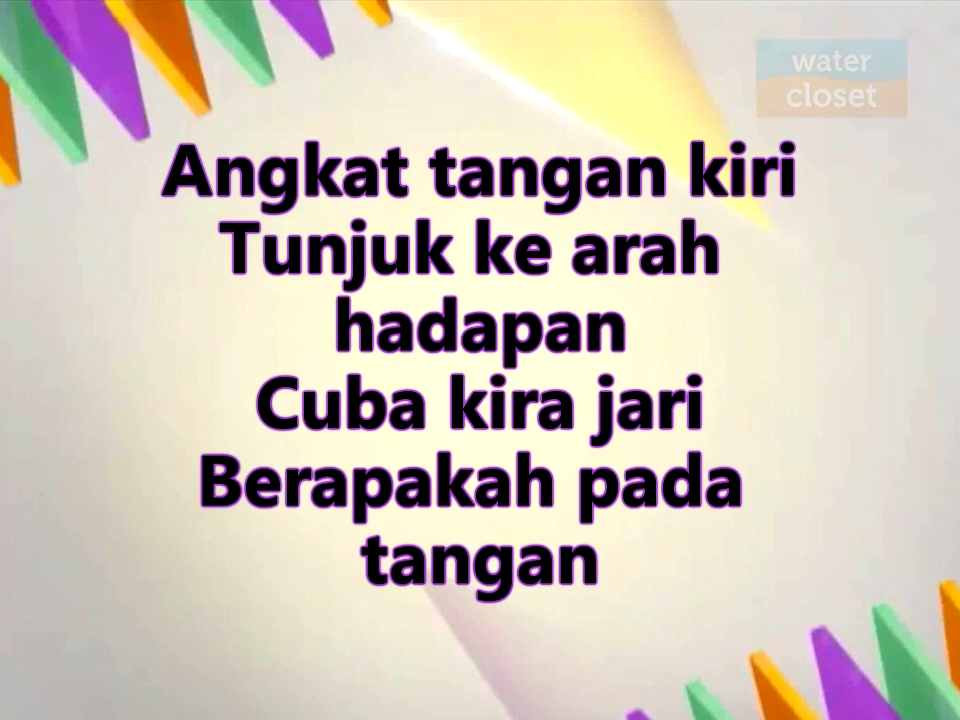 water
closet
Angkat tangan kiri
Tunjuk ke arah
hadapan
Cuba kira jari
Berapakah pada
tangan